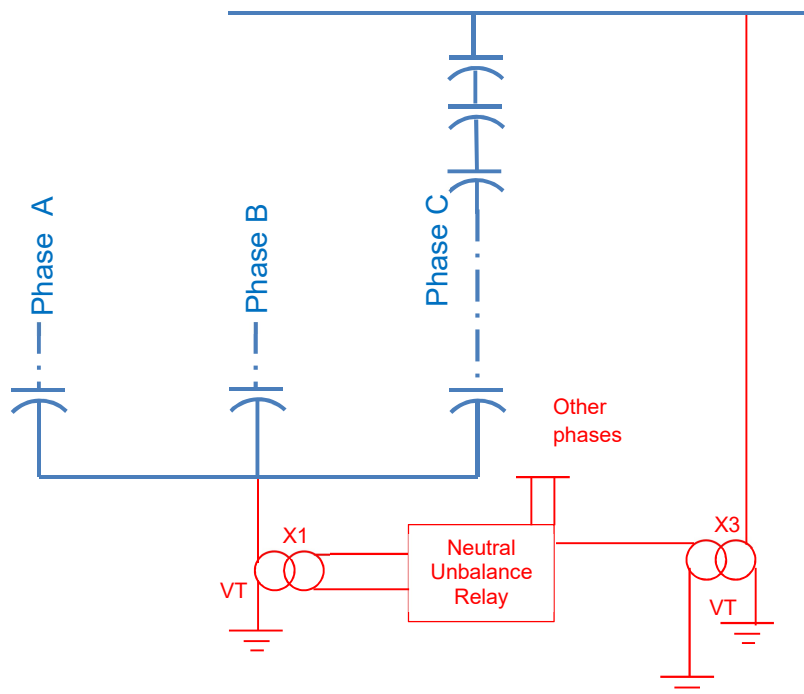 Phase A
Phase B
Phase C
Other
phases
X1
VT
Neutral
Unbalance
Relay
X3
VT